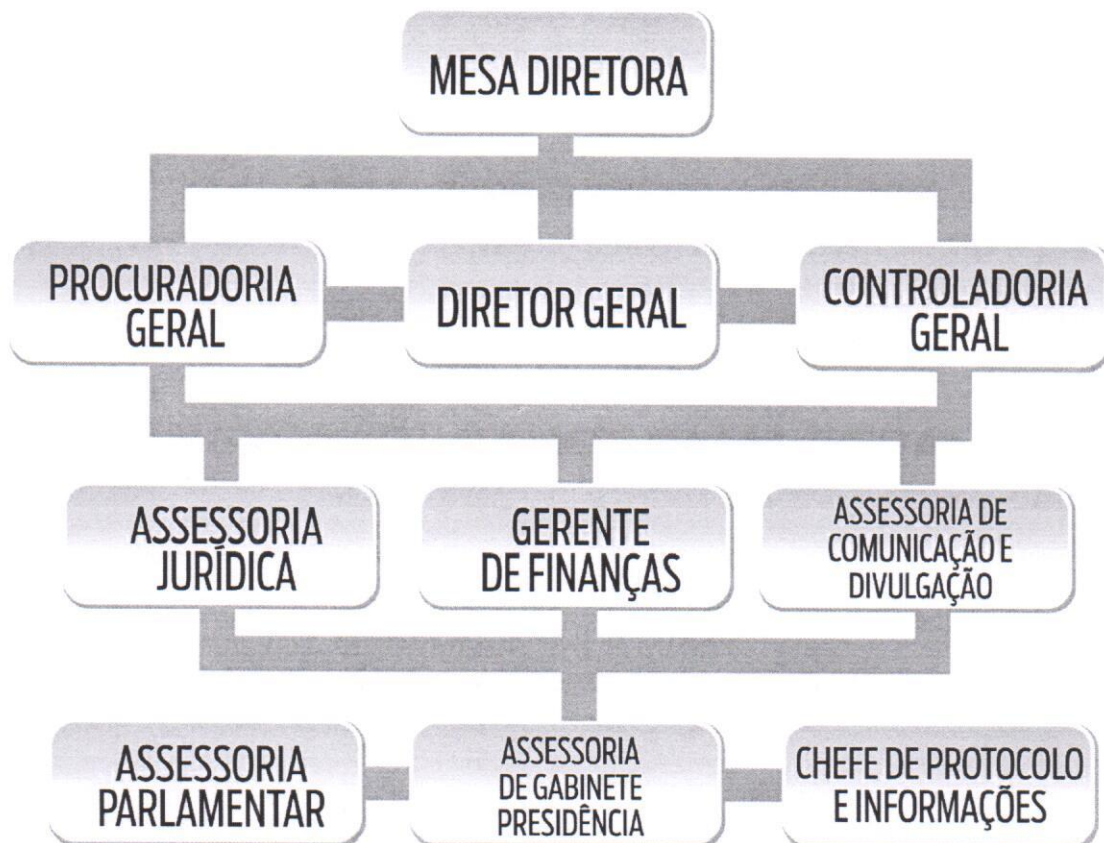 MESA DIRETORA
PROCURADORIA
GERAL
DIRETOR GERAL
CONTROLADORIA
GERAL
ASSESSORIA
JURÍDICA
GERENTE
DE FINANÇAS
ASSESSORIA DE
COMUNICAÇÃO E
DIVULGAÇÃO
ASSESSORIA
PARLAMENTAR
ASSESSORIA
DE GABINETE
PRESIDÊNCIA
CHEFE DE PROTOCOLO
E INFORMAÇÕES